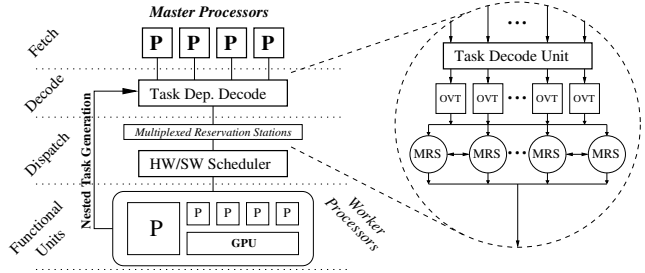 Master Processors
Fetch
P P P P
Decode
Task Dep. Decode
Multiplexed Reservation Stations
Dispatch
HW/SW Scheduler
Nested Task Generation
Functional
Units
P
P P P P
GPU
Worker
Processors
Task Decode Unit
OVT OVT OVT OVT
MRS MRS MRS MRS